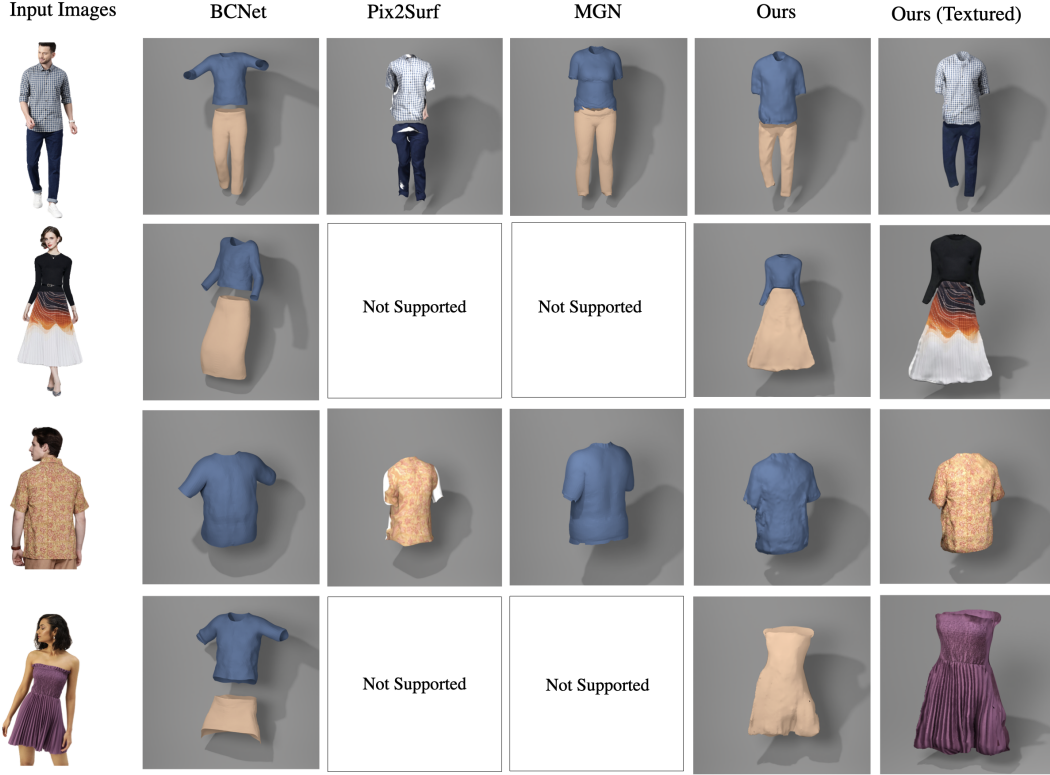 Input Images BCNet Pix2Surf MGN Ours Ours (Textured)
Not Supported Not Supported
Not Supported Not Supported